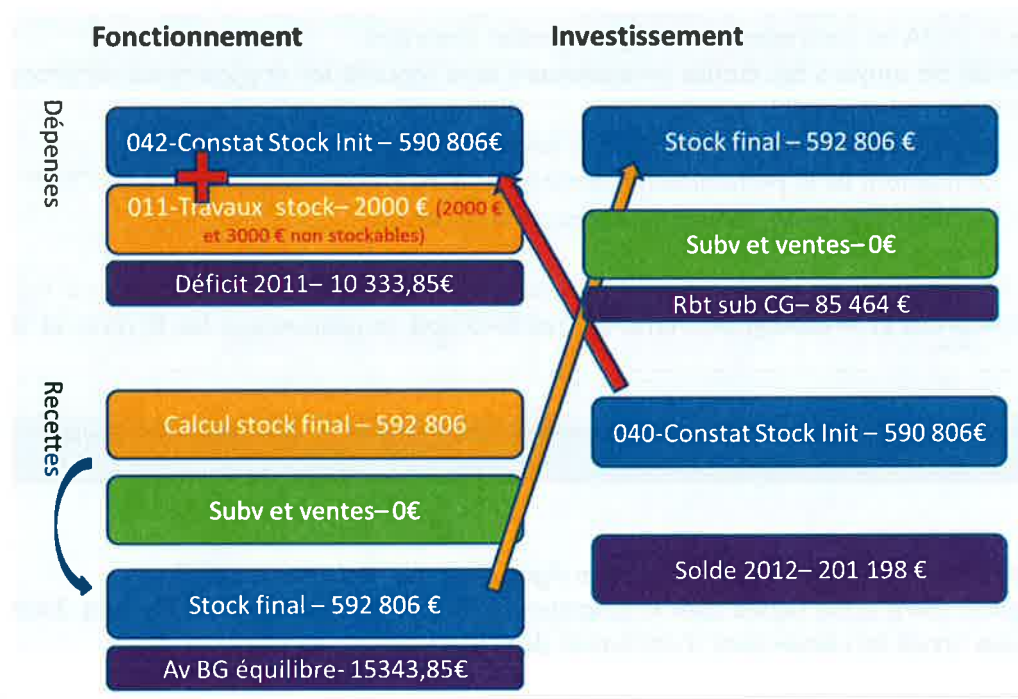 Fonctionnement
Investissement
Dépenses
042-Constat Stock Init – 590 806€
011-Travaux stock– 2000 € (2000 €
et 3000 € non stockables)
Déficit 2011– 10 333,85€
Stock final – 592 806 €
Subv et ventes– 0€
Rbt sub CG– 85 464 €
Recettes
Calcul stock final – 592 806
Subv et ventes– 0€
Stock final – 592 806 €
Av BG équilibre- 15343,85€
040-Constat Stock Init – 590 806€
Solde 2012– 201 198 €